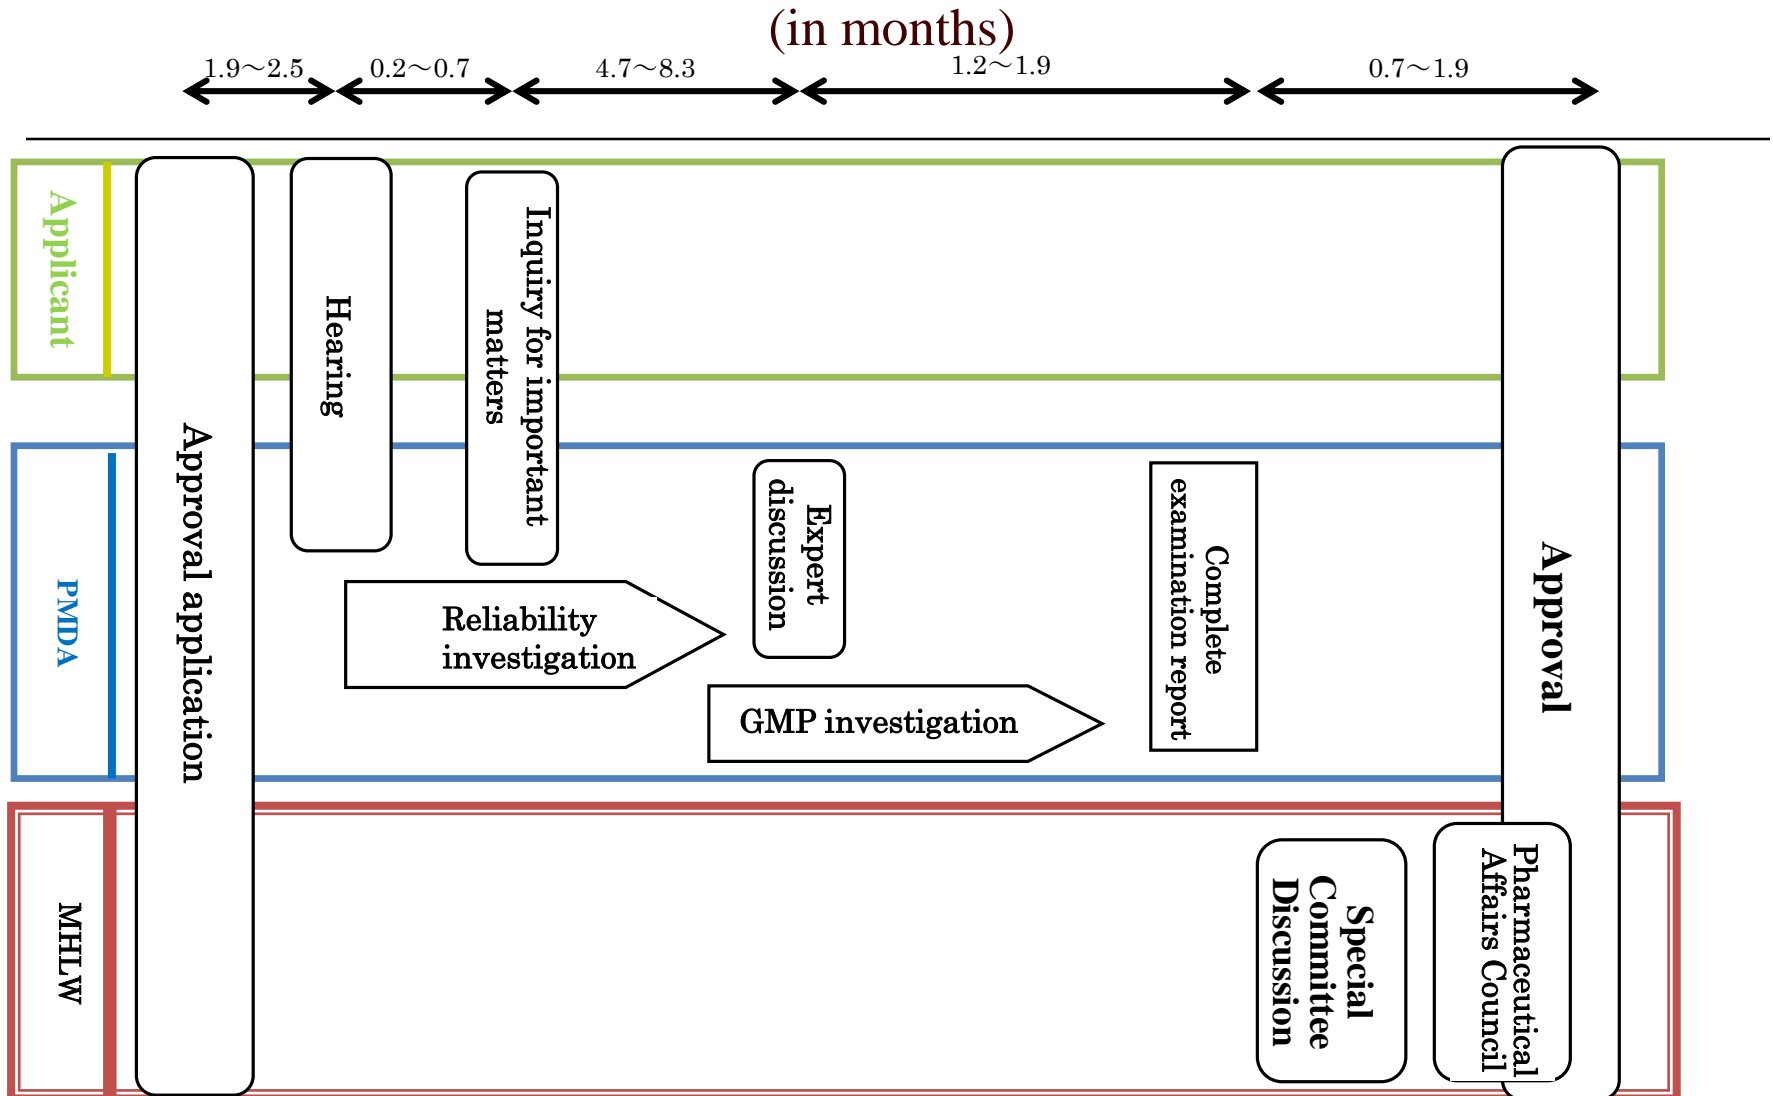 (in months)
1.9～2.5
0.2～0.7
4.7～8.3
1.2～1.9
0.7～1.9
Applicant
PMDA
MHLW
Approval application
Hearing
Inquiry for important
matters
Reliability
investigation
Expert
discussion
GMP investigation
Complete
examination report
Special
Committee
Discussion
Pharmaceutical
Affairs Council
Approval